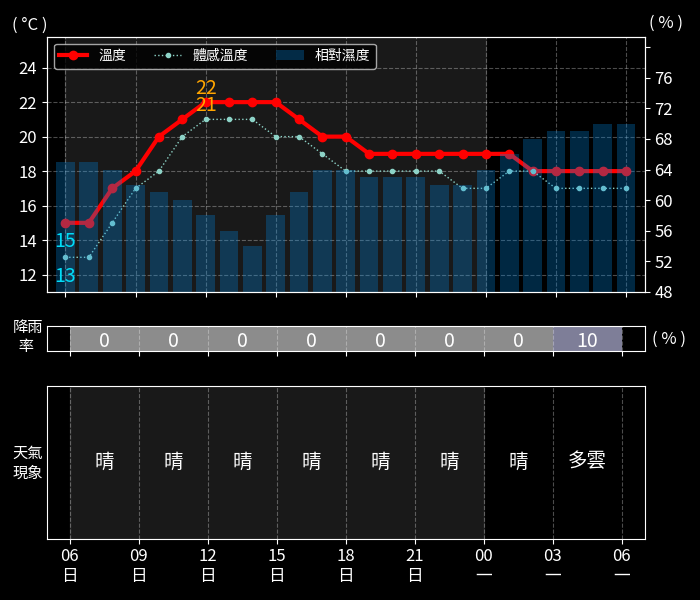 ( °C )
( % )
溫度
體感溫度
相對濕度
24
22
20
18
16
14
12
76
72
68
64
60
56
52
48
22
21
15
13
降雨
率
0 0 0 0 0 0 0 10
( % )
天氣
現象
晴 晴 晴 晴 晴 晴 晴 多雲
06 09 12 15 18 21 00 03 06
日 日 日 日 日 日 一 一 一